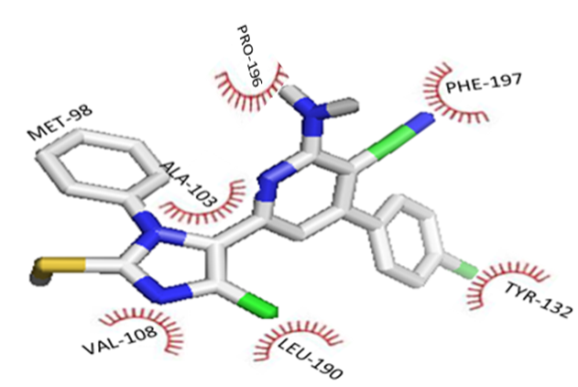 PRO-196
PHE-197
MET-98
ALA-103
TYR-132
VAL-108
LEU-190